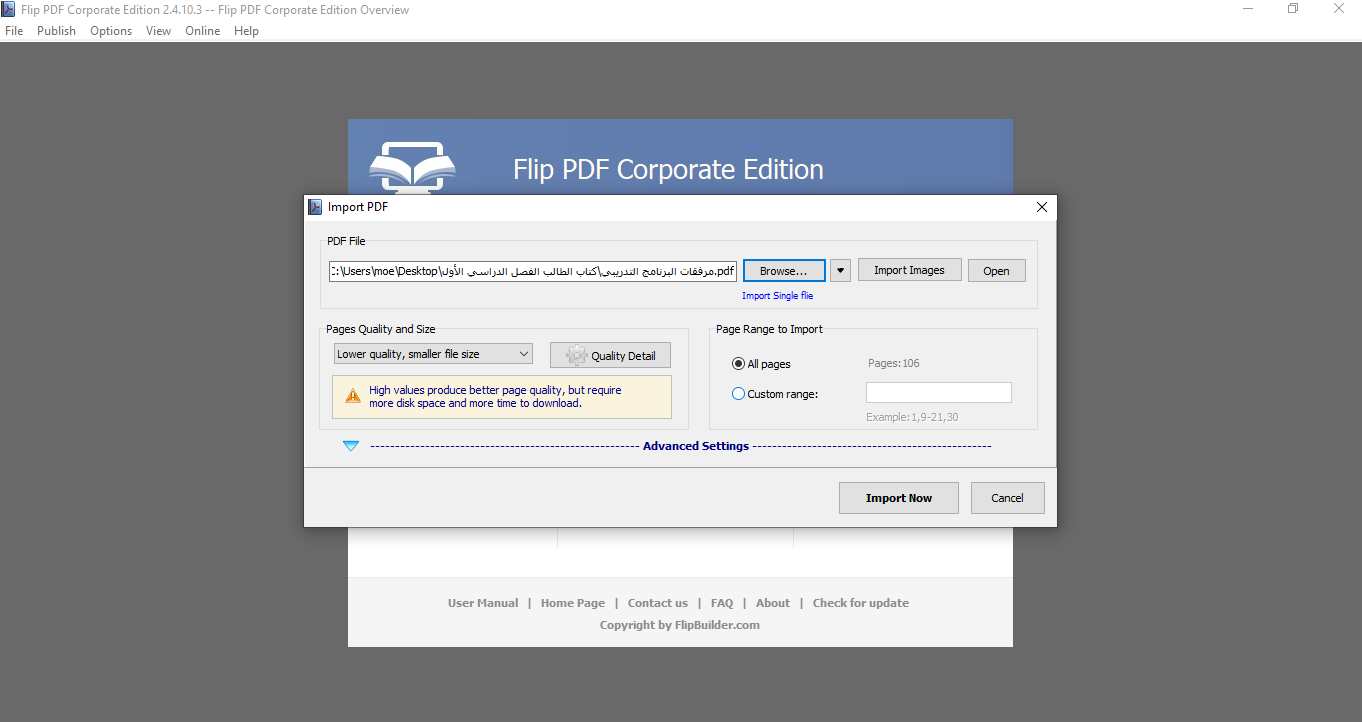 Flip PDF Corporate Edition 2.4.10.3 -- Flip PDF Corporate Edition Overview
File Publish Options View Online Help
Flip PDF Corporate Edition
Import PDF
PDF File
:\Users\moe\Desktop\مرفقات البرنامج التدريبي\كتاب الطالب الفصل الدراسي الأول.pdf
Browse... Import Images Open
Import Single flie
Pages Quality and Size
Lower quality, smaller file size
Quality Detail
High values produce better page quality, but require
more disk space and more time to download.
Page Range to Import
All pages Pages:106
Custom range:
Example:1,9-21,30
Advanced Settings
Import Now Cancel
User Manual | Home Page | Contact us | FAQ | About | Check for update
Copyright by FlipBuilder.com